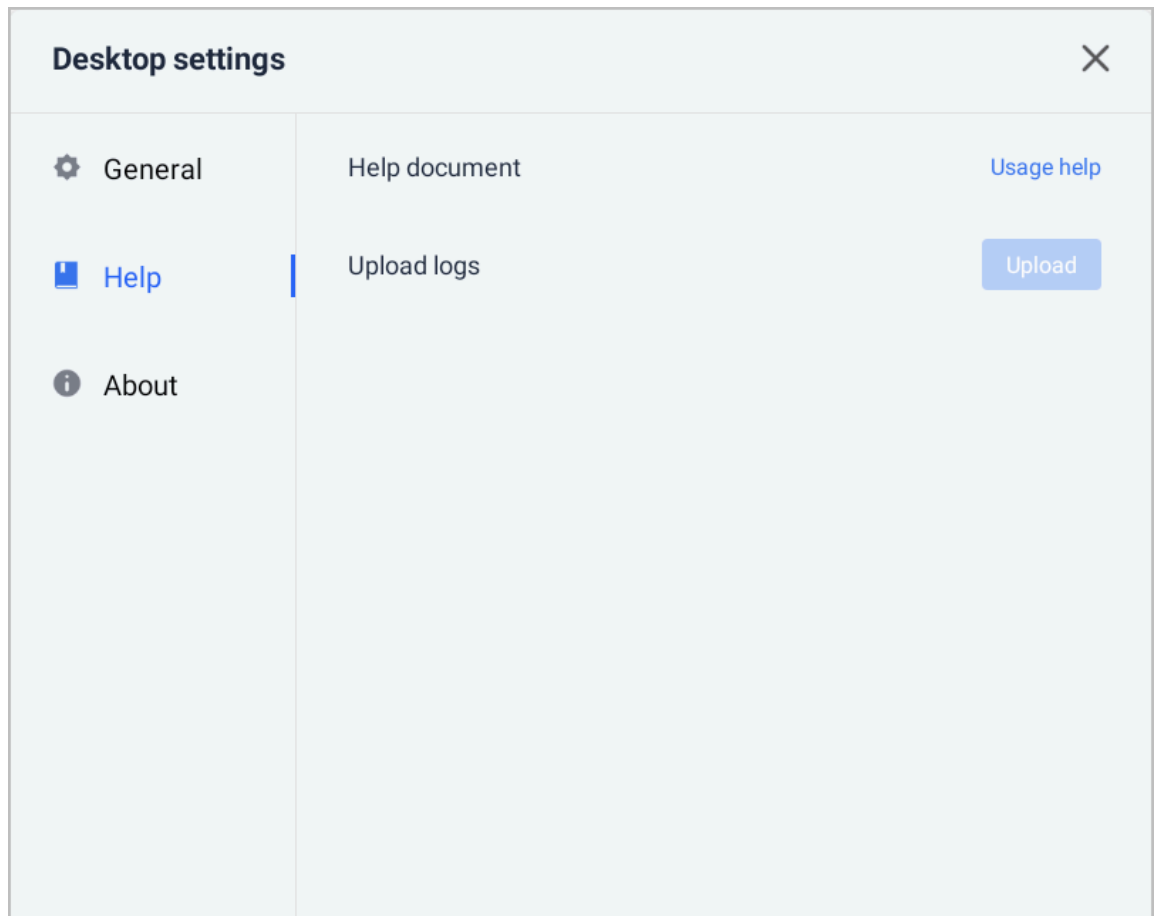 Desktop settings
General
Help document
Usage help
Help
Upload logs
Upload
About